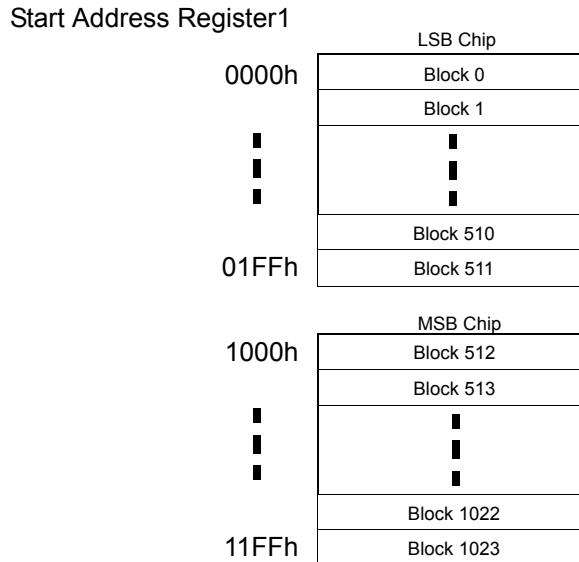 Start Address Register1
LSB Chip
0000h
Block 0
Block 1
Block 510
01FFh
Block 511
MSB Chip
1000h
Block 512
Block 513
Block 1022
11FFh
Block 1023